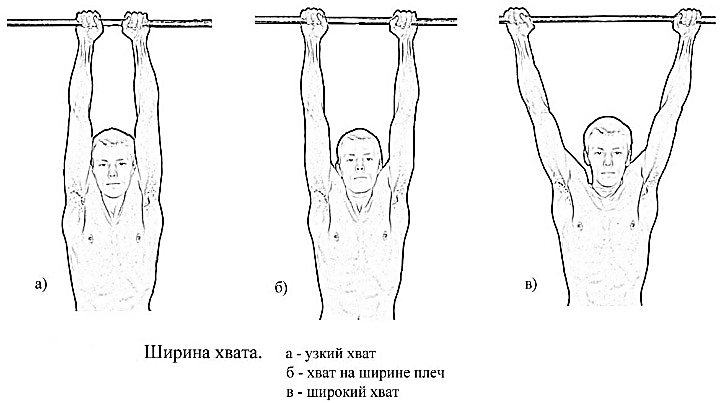 а)
б)
в)
Ширина хвата.
а - узкий хват
б - хват на ширине плеч
в - широкий хват